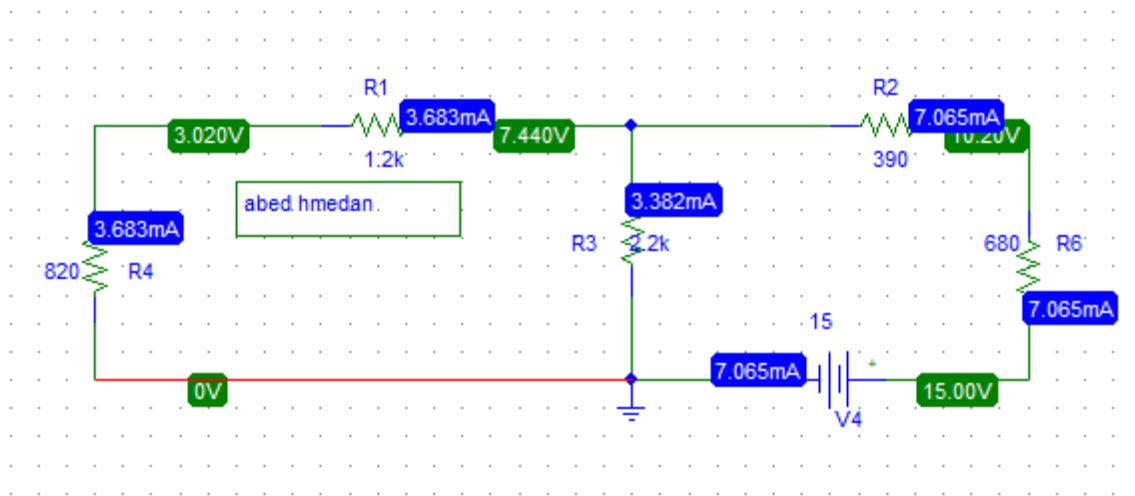 R1
R2
3.683mA
7.065mA
3.020V
7.440V
10.20V
1.2k
390
abed.hmedan
3.382mA
3.683mA
R3
2.2k
680
R6
820
R4
7.065mA
15
7.065mA
+
0V
15.00V
V4